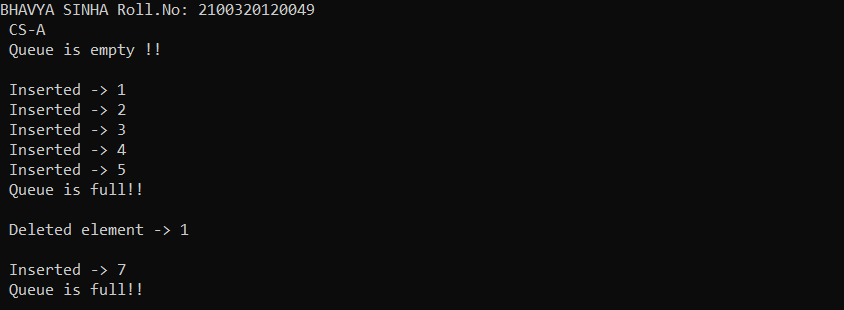 BHAVYA SINHA Roll.No: 2100320120049
CS-A
Queue is empty !!
Inserted -> 1
Inserted -> 2
Inserted -> 3
Inserted -> 4
Inserted -> 5
Queue is full!!
Deleted element -> 1
Inserted -> 7
Queue is full!!